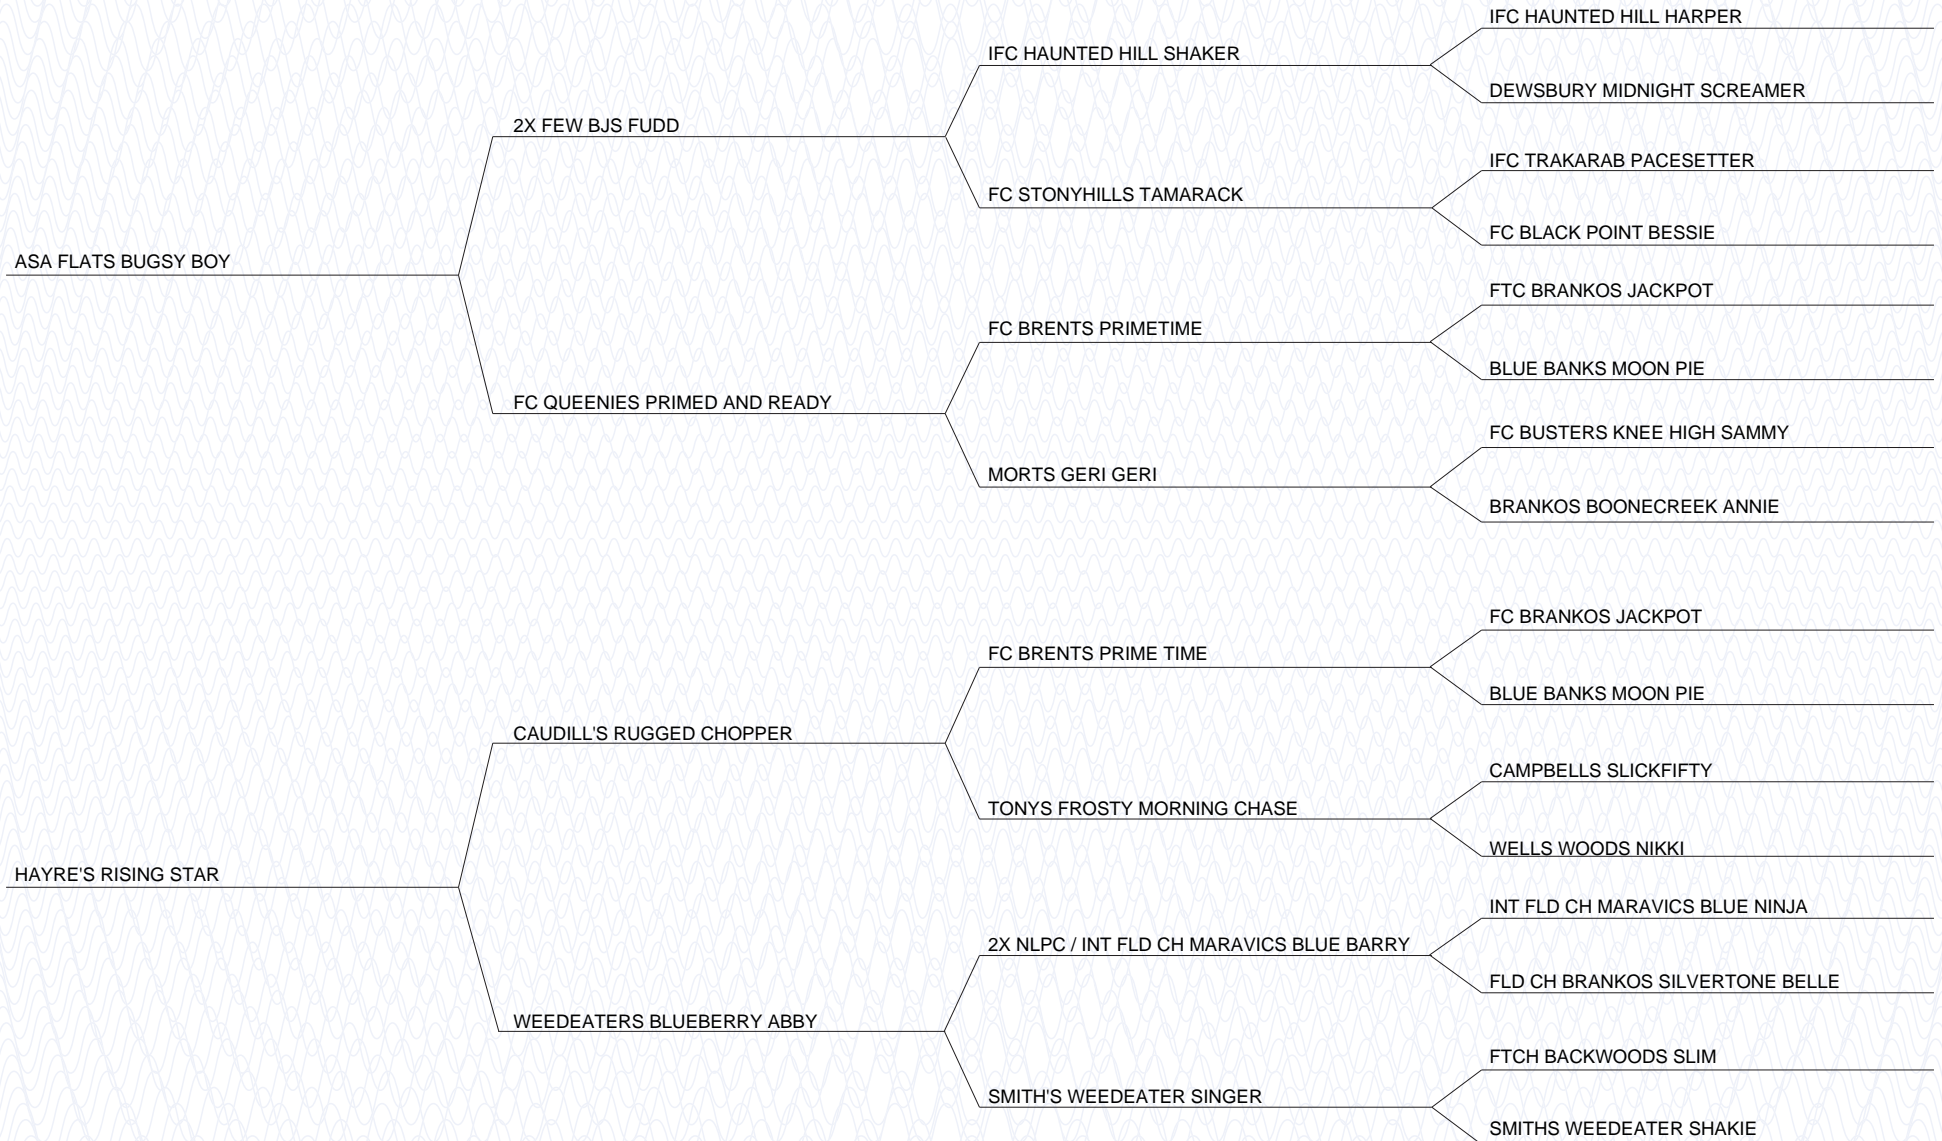 IFC HAUNTED HILL HARPER
IFC HAUNTED HILL SHAKER
DEWSBURY MIDNIGHT SCREAMER
2X FEW BJS FUDD
IFC TRAKARAB PACESETTER
FC STONYHILLS TAMARACK
FC BLACK POINT BESSIE
ASA FLATS BUGSY BOY
FTC BRANKOS JACKPOT
FC BRENTS PRIMETIME
BLUE BANKS MOON PIE
FC QUEENIES PRIMED AND READY
FC BUSTERS KNEE HIGH SAMMY
MORTS GERI GERI
BRANKOS BOONECREEK ANNIE
FC BRANKOS JACKPOT
FC BRENTS PRIME TIME
BLUE BANKS MOON PIE
CAUDILL'S RUGGED CHOPPER
CAMPBELLS SLICKFIFTY
TONYS FROSTY MORNING CHASE
WELLS WOODS NIKKI
HAYRE'S RISING STAR
INT FLD CH MARAVICS BLUE NINJA
2X NLPC / INT FLD CH MARAVICS BLUE BARRY
FLD CH BRANKOS SILVERTONE BELLE
WEEDEATERS BLUEBERRY ABBY
FTCH BACKWOODS SLIM
SMITH'S WEEDEATER SINGER
SMITHS WEEDEATER SHAKIE